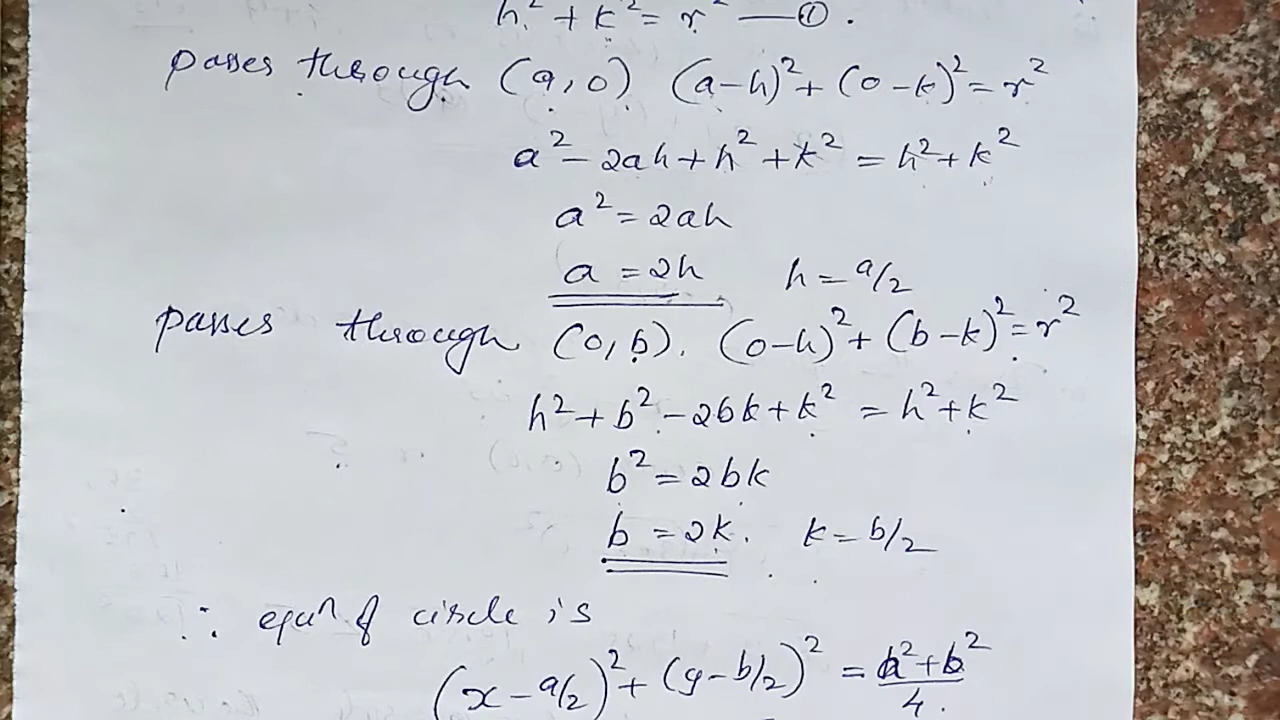 h² + k² = r² —①.
passes through (a,0) (a-h)² + (0-k)² = r²
a² - 2ah + h² + k² = h² + k²
a² = 2ah
a = 2h h = a/2
passes through (0,b). (0-h)² + (b-k)² = r²
h² + b² - 2bk + k² = h² + k²
b² = 2bk
b = 2k. k = b/2
∴ eqn of circle is
(x - a/2)² + (y - b/2)² = a² + b²/4.